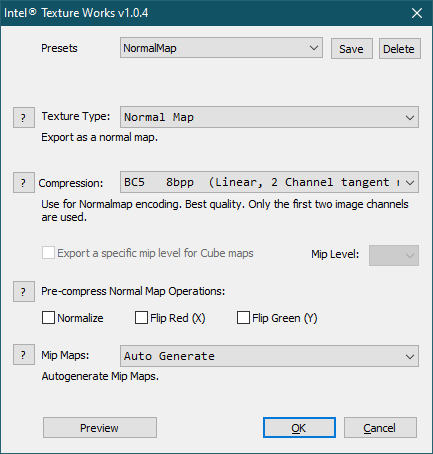 Intel® Texture Works v1.0.4
Presets NormalMap Save Delete
? Texture Type: Normal Map
Export as a normal map.
? Compression: BC5 8bpp (Linear, 2 Channel tangent
Use for Normalmap encoding. Best quality. Only the first two image channels
are used.
Export a specific mip level for Cube maps Mip Level:
? Pre-compress Normal Map Operations:
Normalize Flip Red (X) Flip Green (Y)
? Mip Maps: Auto Generate
Autogenerate Mip Maps.
Preview OK Cancel